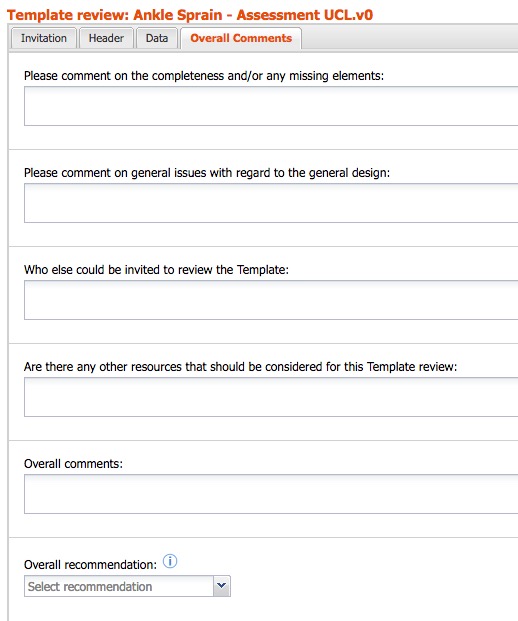 Template review: Ankle Sprain - Assessment UCL.v0
Invitation Header Data Overall Comments
Please comment on the completeness and/or any missing elements:
Please comment on general issues with regard to the general design:
Who else could be invited to review the Template:
Are there any other resources that should be considered for this Template review:
Overall comments:
Overall recommendation: i
Select recommendation